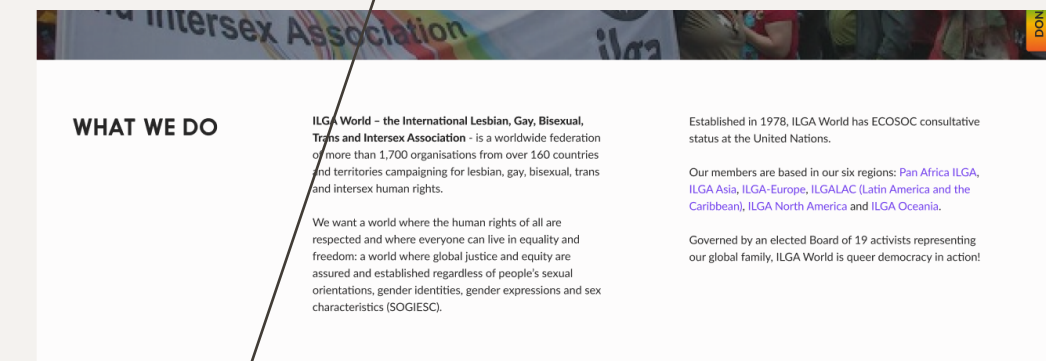 Intersex Association
ilga
DON
WHAT WE DO
ILGA World – the International Lesbian, Gay, Bisexual,
Trans and Intersex Association - is a worldwide federation
of more than 1,700 organisations from over 160 countries
and territories campaigning for lesbian, gay, bisexual, trans
and intersex human rights.
We want a world where the human rights of all are
respected and where everyone can live in equality and
freedom: a world where global justice and equity are
assured and established regardless of people's sexual
orientations, gender identities, gender expressions and sex
characteristics (SOGIESC).
Established in 1978, ILGA World has ECOSOC consultative
status at the United Nations.
Our members are based in our six regions: Pan Africa ILGA,
ILGA Asia, ILGA-Europe, ILGALAC (Latin America and the
Caribbean), ILGA North America and ILGA Oceania.
Governed by an elected Board of 19 activists representing
our global family, ILGA World is queer democracy in action!